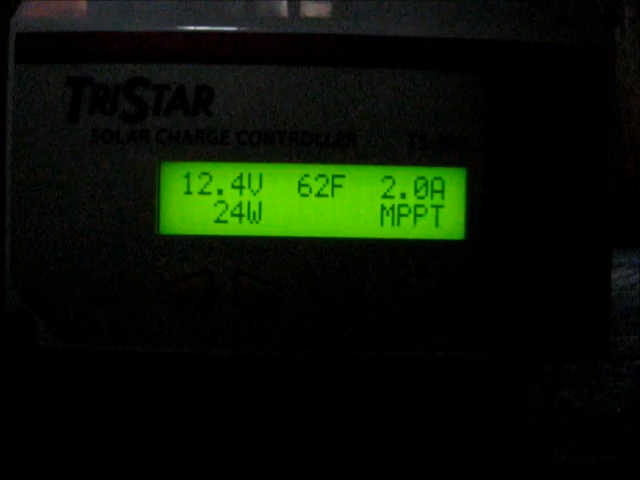 TRISTAR
SOLAR CHARGE CONTROLLER
12.4V 62F 2.0A
24W MPPT